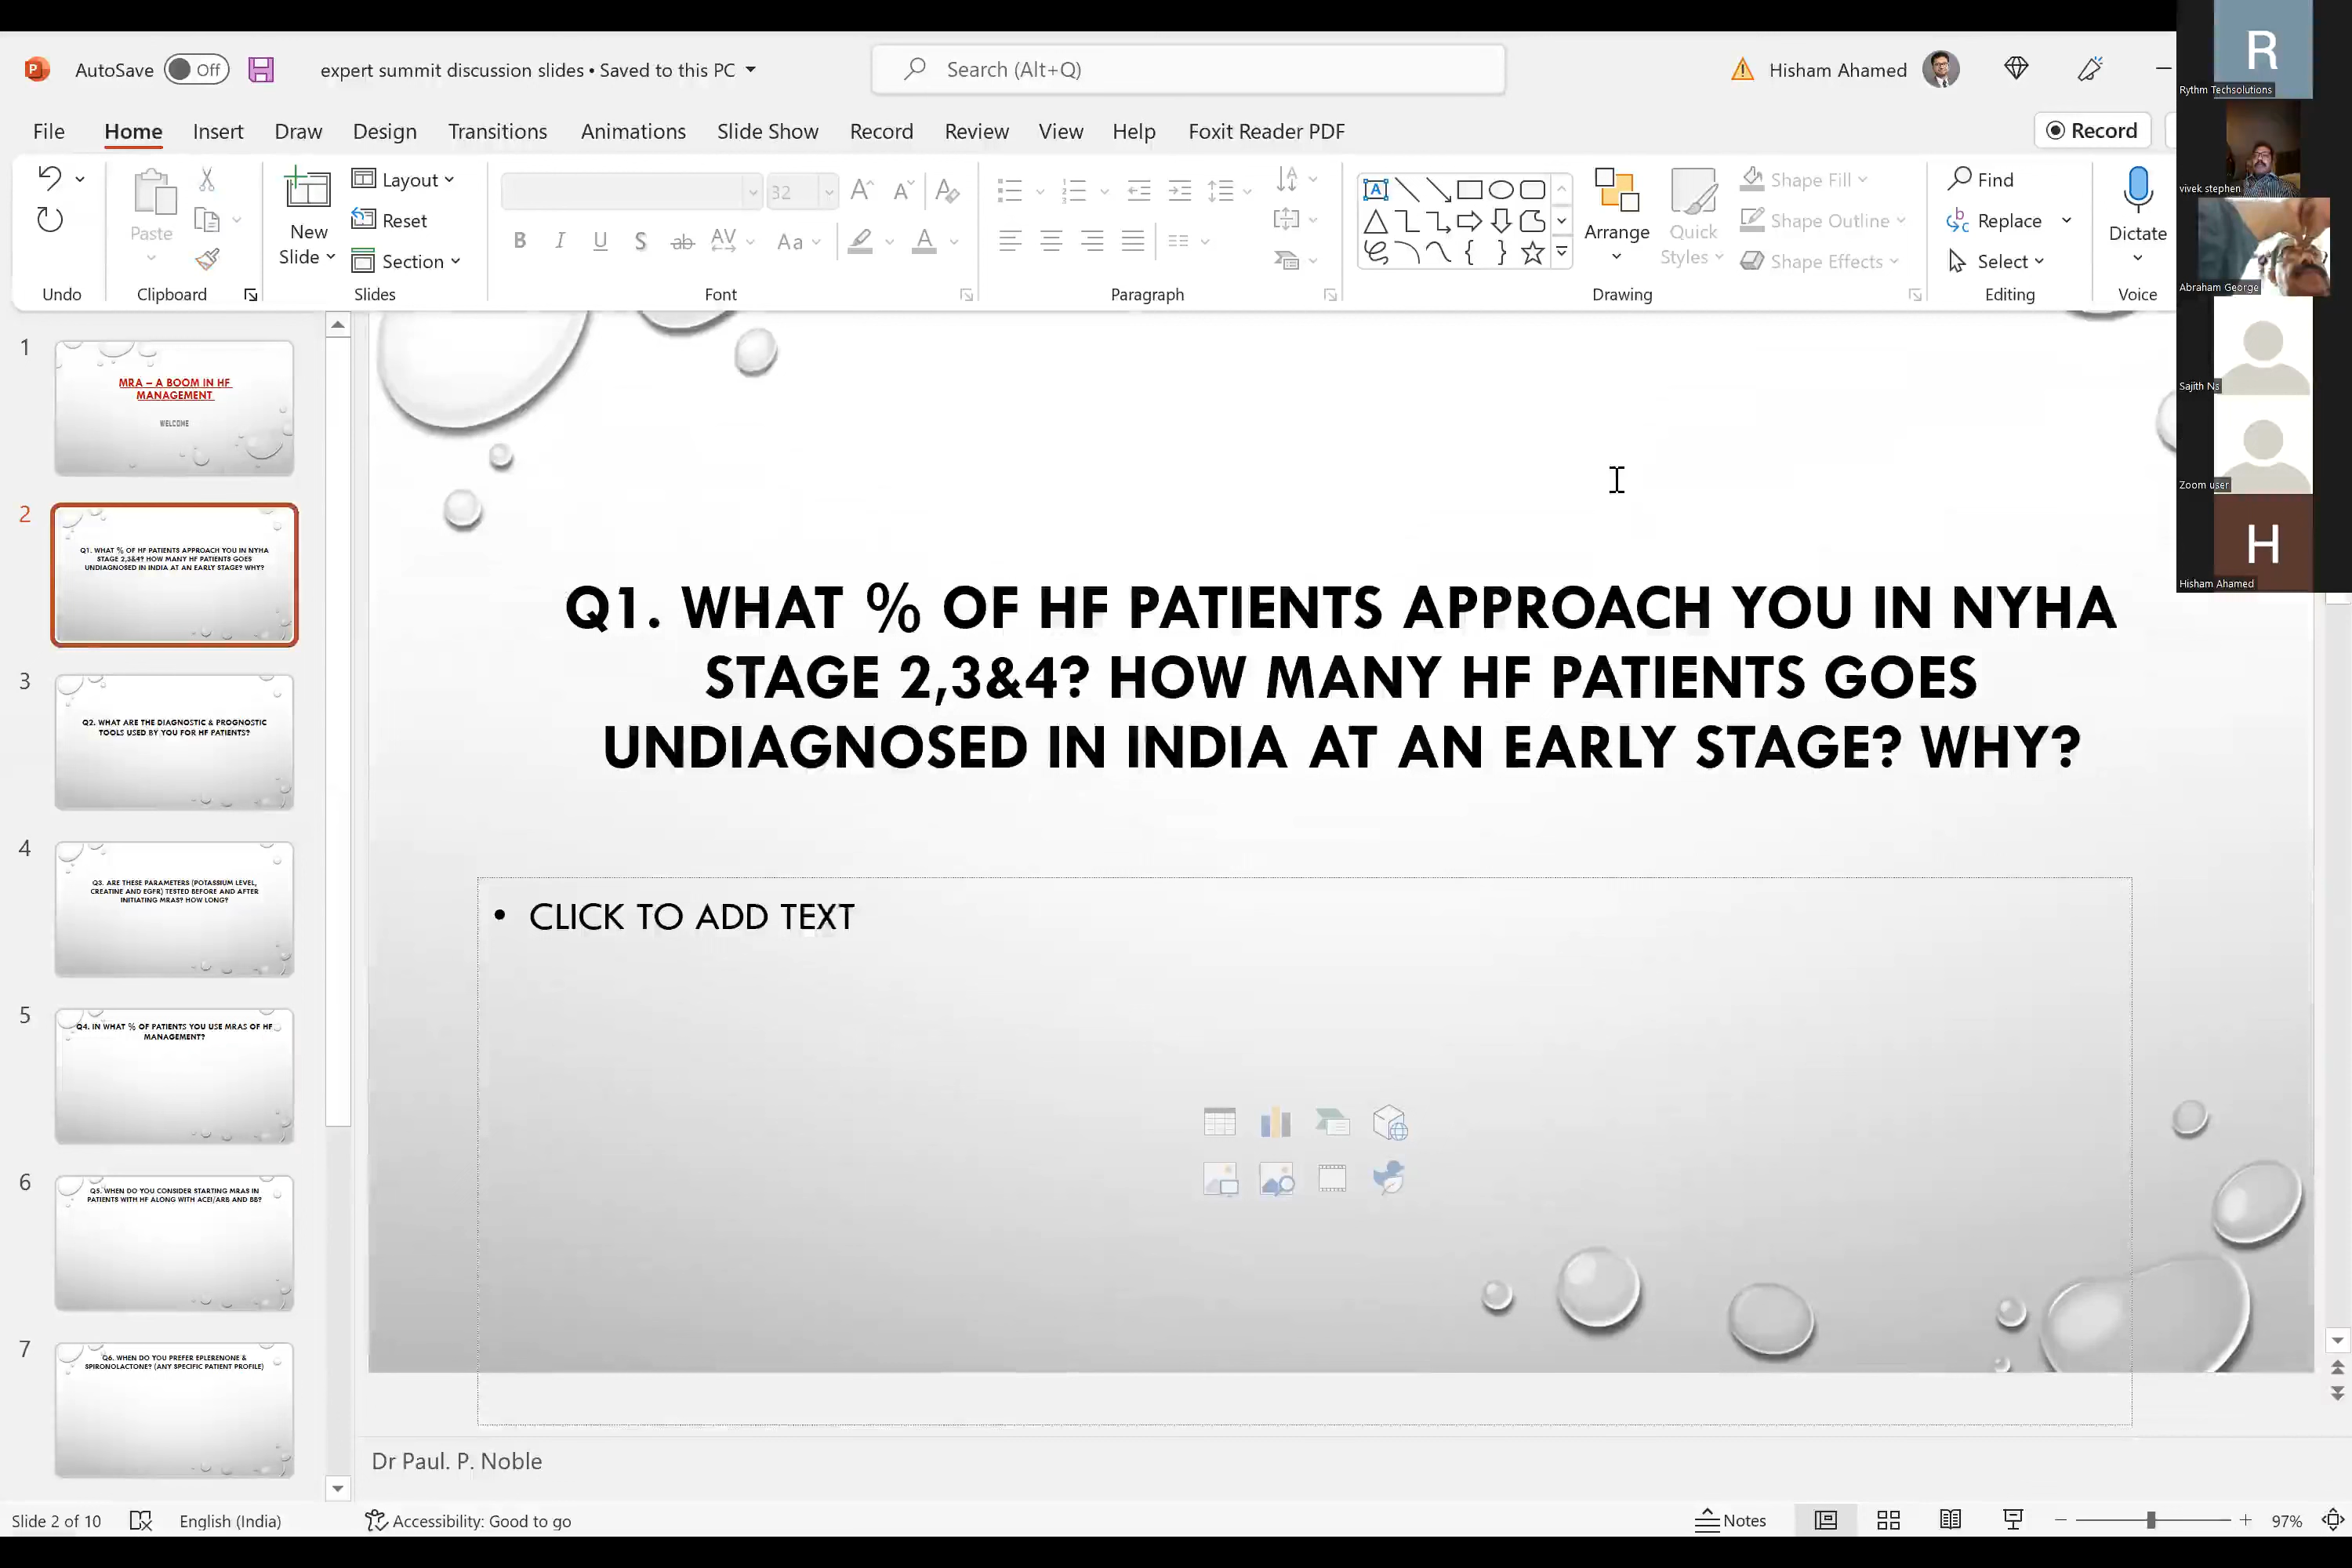 AutoSave Off expert summit discussion slides • Saved to this PC Search (Alt+Q) Hisham Ahamed
File Home Insert Draw Design Transitions Animations Slide Show Record Review View Help Foxit Reader PDF Record
Paste
New
Slide
Layout
Reset
Section
32
B I U S ab AV Aa A
Arrange
Quick
Styles
Shape Fill
Shape Outline
Shape Effects
Find
Replace
Select
Dictate
Undo Clipboard Slides Font Paragraph Drawing Editing Voice
R
Rythm Techsolutions
vivek stephen
Abraham George
Sajith Ns
Zoom user
H
Hisham Ahamed
1
MRA – A BOOM IN HF
MANAGEMENT
WELCOME
2
Q1. WHAT % OF HF PATIENTS APPROACH YOU IN NYHA
STAGE 2,3&4? HOW MANY HF PATIENTS GOES
UNDIAGNOSED IN INDIA AT AN EARLY STAGE? WHY?
3
Q2. WHAT ARE THE DIAGNOSTIC & PROGNOSTIC
TOOLS USED BY YOU FOR HF PATIENTS?
4
Q3. ARE THESE PARAMETERS (POTASSIUM LEVEL,
CREATINE AND EGFR) TESTED BEFORE AND AFTER
INITIATING MRAS? HOW LONG?
5
Q4. IN WHAT % OF PATIENTS YOU USE MRAS OF HF
MANAGEMENT?
6
Q5. WHEN DO YOU CONSIDER STARTING MRAS IN
PATIENTS WITH HF ALONG WITH ACEI/ARB AND BB?
7
Q6. WHEN DO YOU PREFER EPLERENONE &
SPIRONOLACTONE? (ANY SPECIFIC PATIENT PROFILE)
Q1. WHAT % OF HF PATIENTS APPROACH YOU IN NYHA
STAGE 2,3&4? HOW MANY HF PATIENTS GOES
UNDIAGNOSED IN INDIA AT AN EARLY STAGE? WHY?
• CLICK TO ADD TEXT
Dr Paul. P. Noble
Slide 2 of 10 English (India) Accessibility: Good to go Notes 97%